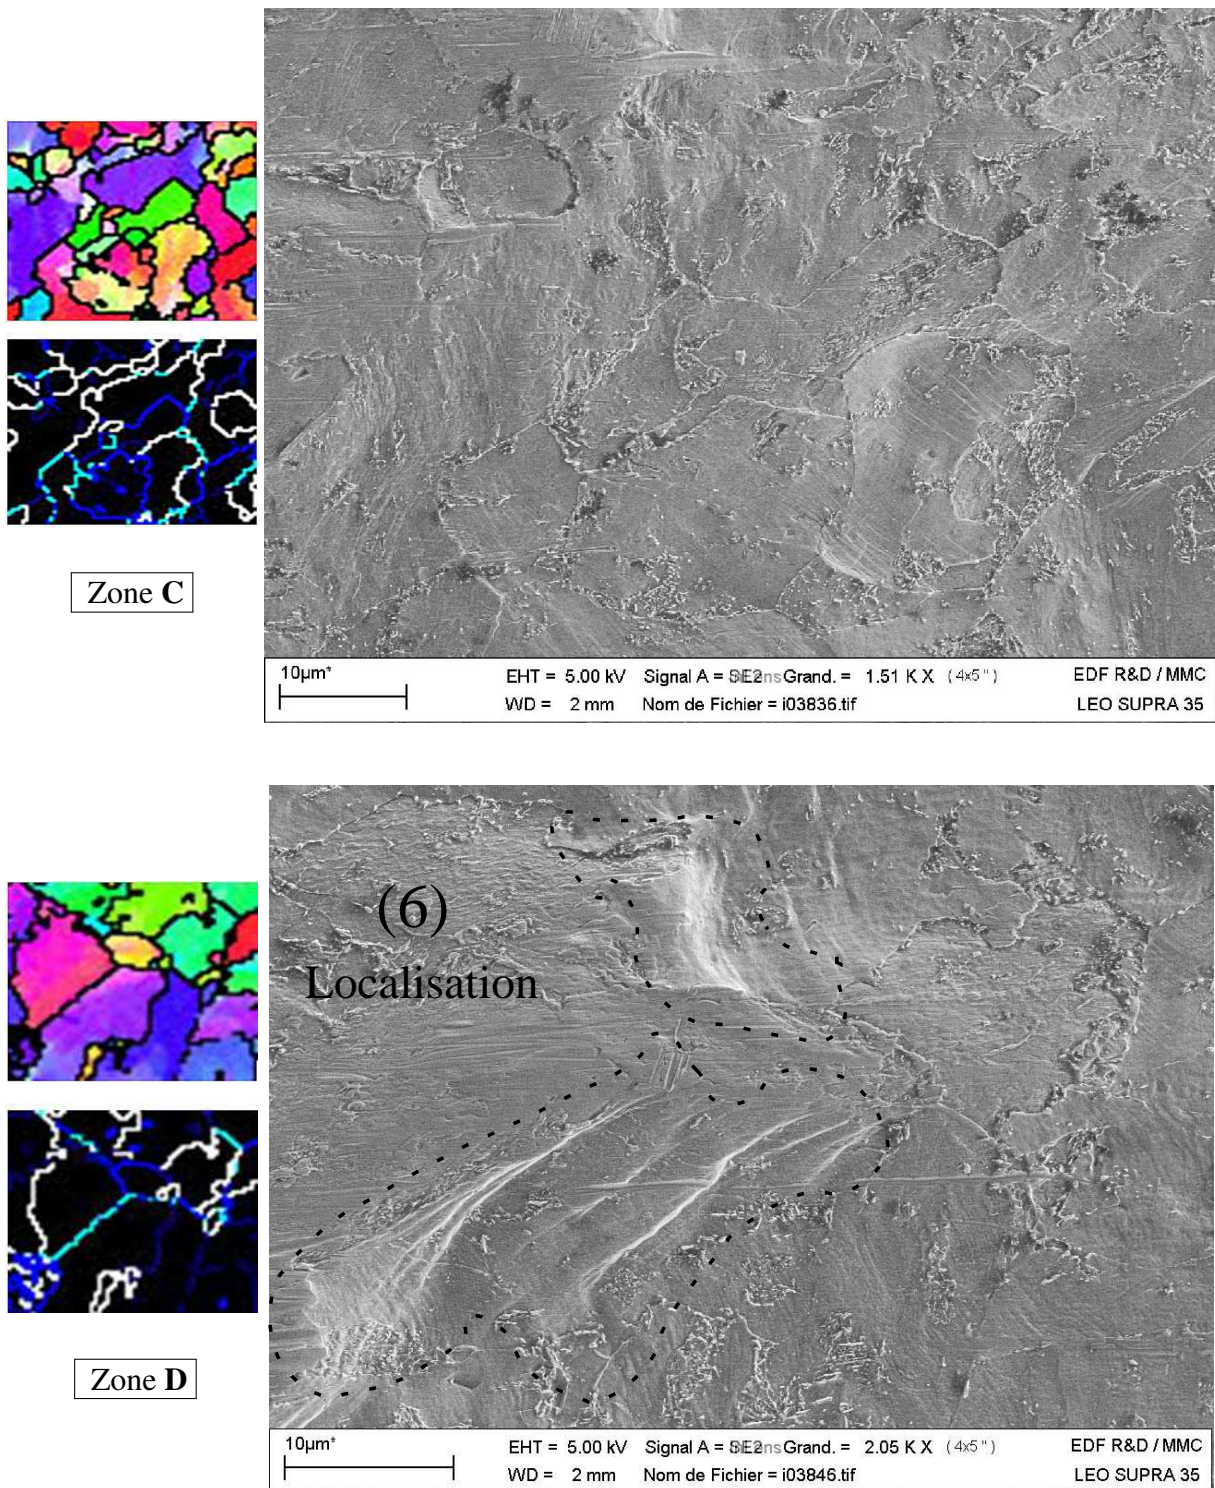 Zone C
10µm*
EHT = 5.00 kV Signal A = Grand. = 1.51 K X (4x5")
EDF R&D / MMC
WD = 2 mm Nom de Fichier = i03836.tif
LEO SUPRA 35
(6)
Localisation
Zone D
10µm*
EHT = 5.00 kV Signal A = Grand. = 2.05 K X (4x5")
EDF R&D / MMC
WD = 2 mm Nom de Fichier = i03846.tif
LEO SUPRA 35